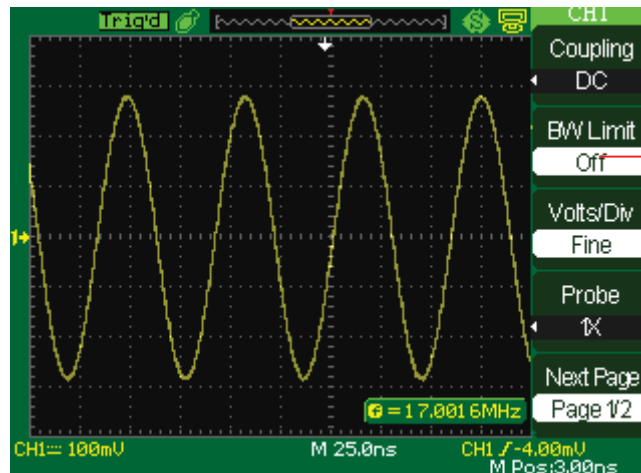 Trig'd CH1
Coupling
DC
BW Limit
Off
Volts/Div
Fine
Probe
1X
Next Page
Page 1/2
1
f=17.0016MHz
CH1 100mV M 25.0ns CH1 -4.00mV
M Pos:3.00ns